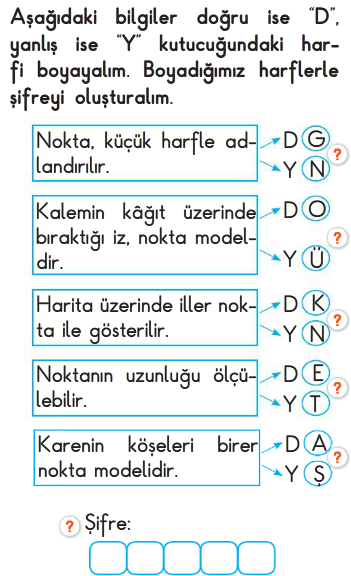 Aşağıdaki bilgiler doğru ise "D",
yanlış ise "Y" kutucuğundaki har-
fi boyayalım. Boyadığımız harflerle
şifreyi oluşturalım.
Nokta, küçük harfle ad-
landırılır.
D G
Y N
?
Kalemin kâğıt üzerinde
bıraktığı iz, nokta model-
dir.
D O
Y Ü
?
Harita üzerinde iller nok-
ta ile gösterilir.
D K
Y N
?
Noktanın uzunluğu ölçü-
lebilir.
D E
Y T
?
Karenin köşeleri birer
nokta modelidir.
D A
Y Ş
?
? Şifre: